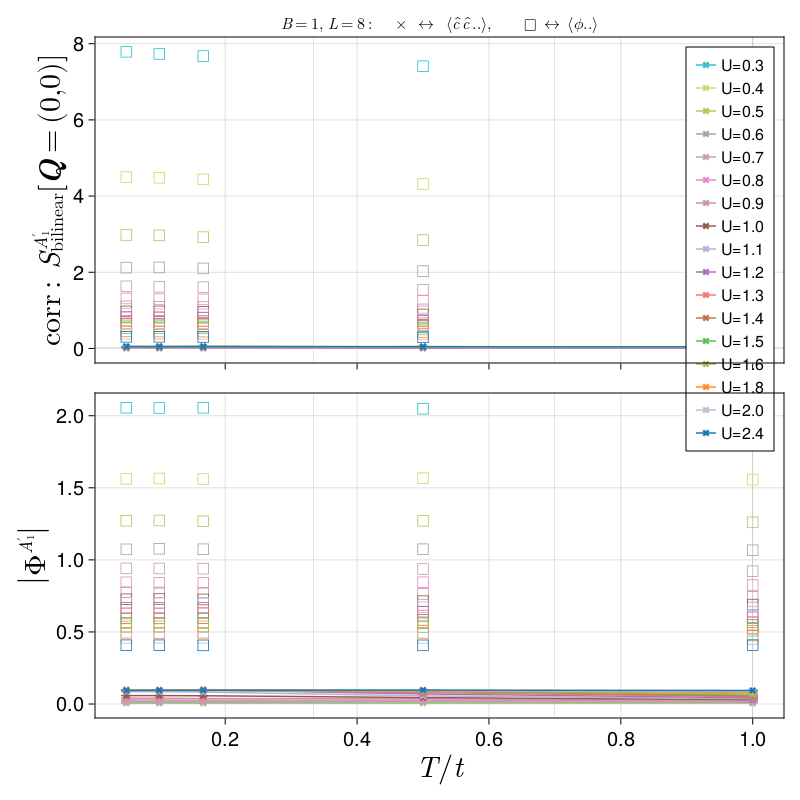 B = 1, L = 8 : × ↔ ⟨ĉ ĉ ..⟩, □ ↔ ⟨ϕ..⟩
corr: S^{A′₁}_{bilinear}[Q = (0,0)]
8
6
4
2
0
U=0.3
U=0.4
U=0.5
U=0.6
U=0.7
U=0.8
U=0.9
U=1.0
U=1.1
U=1.2
U=1.3
U=1.4
U=1.5
U=1.6
U=1.8
U=2.0
U=2.4
|Φ^{A′₁}|
2.0
1.5
1.0
0.5
0.0
0.2 0.4 0.6 0.8 1.0
T/t